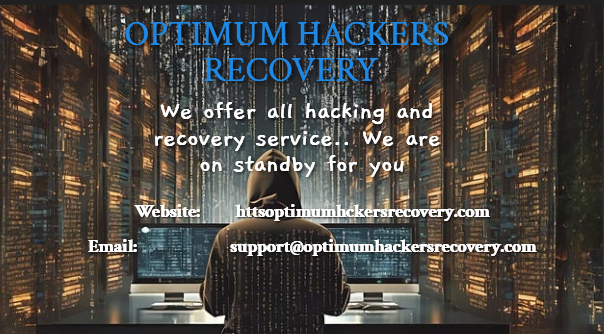 OPTIMUM HACKERS
RECOVERY
We offer all hacking and
recovery service.. We are
on standby for you
Website: httsoptimumhckersrecovery.com
Email: support@optimumhackersrecovery.com